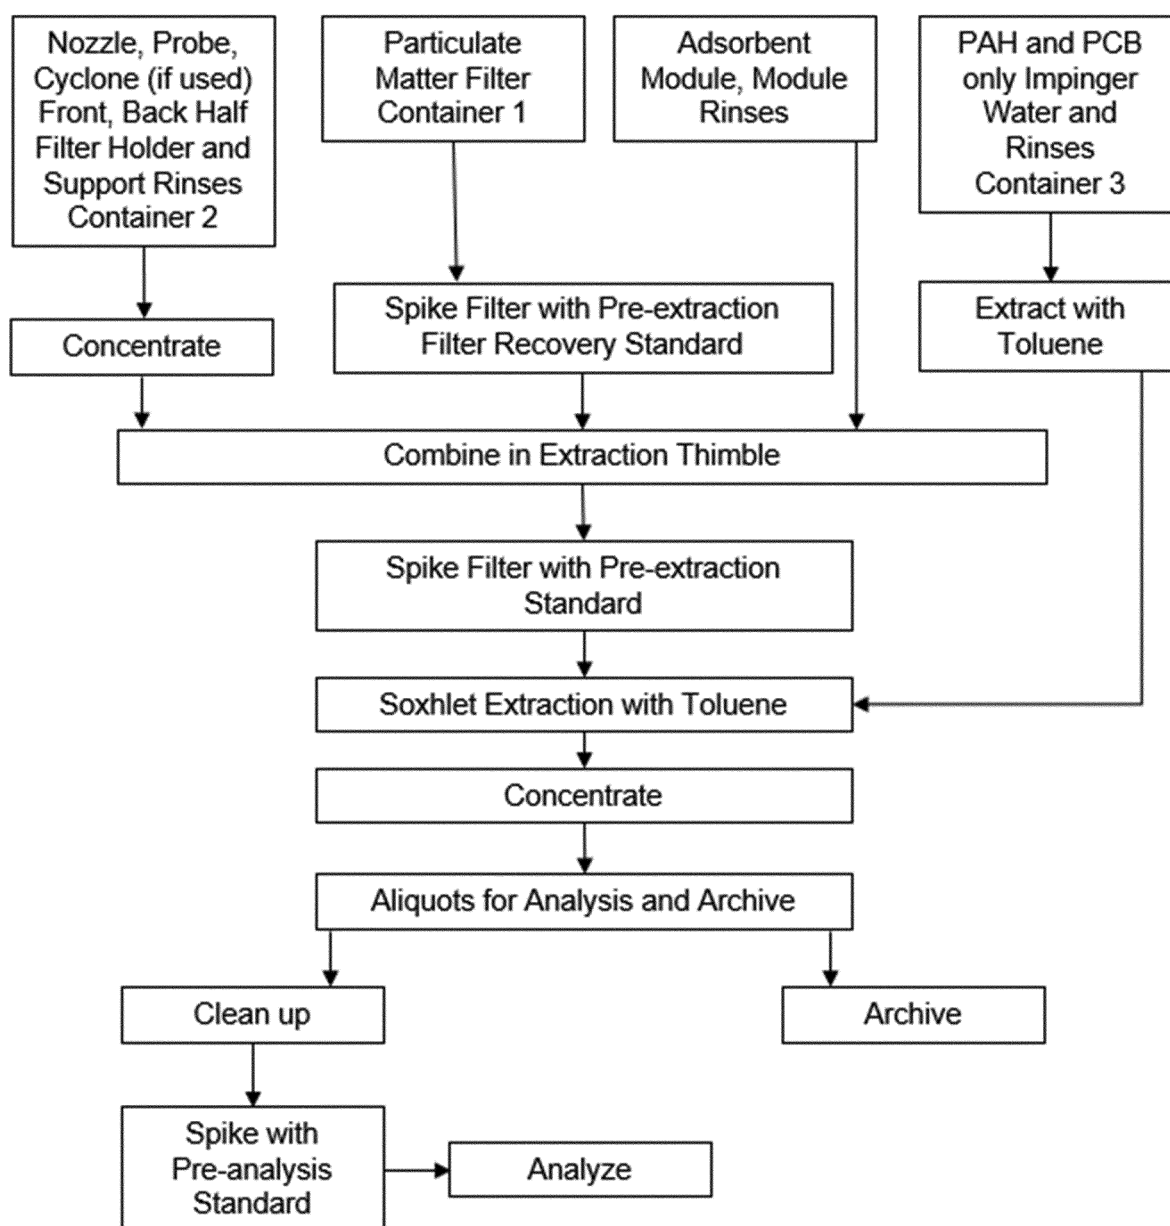 Nozzle, Probe,
Cyclone (if used)
Front, Back Half
Filter Holder and
Support Rinses
Container 2
Particulate
Matter Filter
Container 1
Adsorbent
Module, Module
Rinses
PAH and PCB
only Impinger
Water and
Rinses
Container 3
Concentrate
Spike Filter with Pre-extraction
Filter Recovery Standard
Extract with
Toluene
Combine in Extraction Thimble
Spike Filter with Pre-extraction
Standard
Soxhlet Extraction with Toluene
Concentrate
Aliquots for Analysis and Archive
Clean up
Archive
Spike with
Pre-analysis
Standard
Analyze